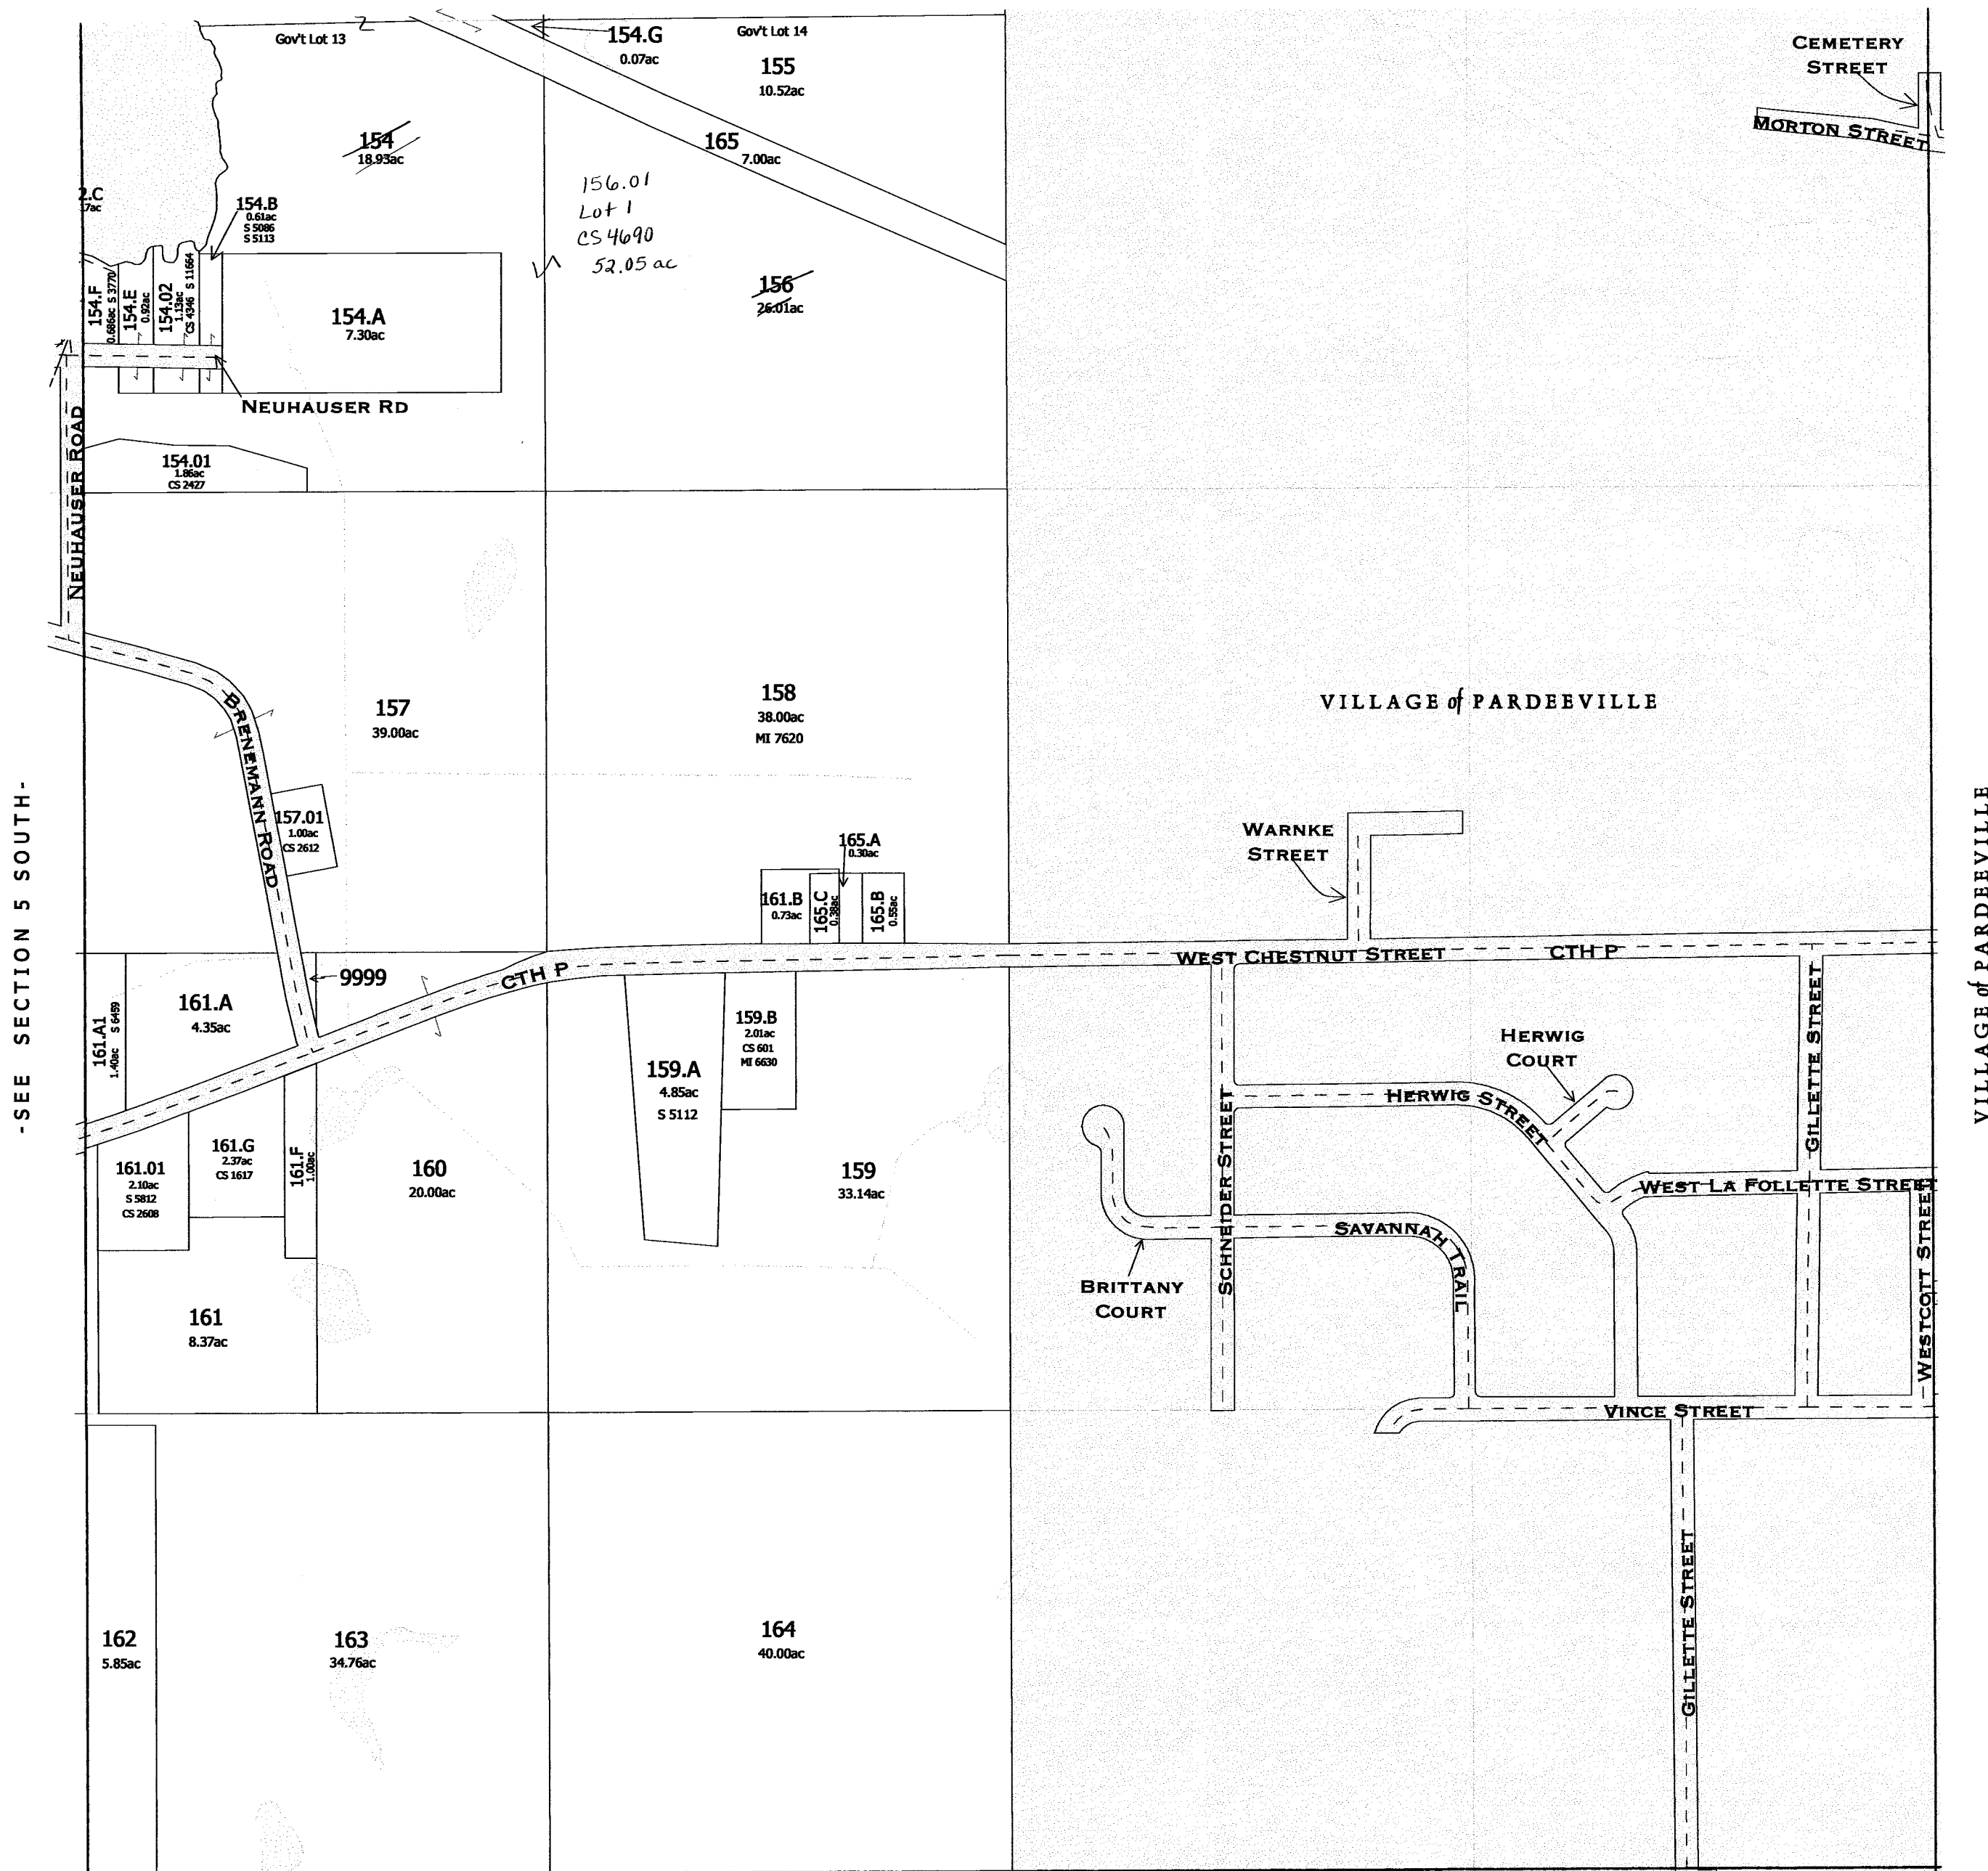 Gov't Lot 13
154.G
0.07ac
Gov't Lot 14
155
10.52ac
CEMETERY
STREET
MORTON STREET
154
18.93ac
165
7.00ac
2.C
7ac
156.01
Lot 1
CS 4690
52.05 ac
154.B
0.61ac
S 5086
S 5113
154.F
0.686ac S 3770
154.E
0.92ac
154.02
1.13ac
CS 4346 S 11664
154.A
7.30ac
156
26.01ac
NEUHAUSER RD
NEUHAUSER ROAD
154.01
1.86ac
CS 2427
157
39.00ac
158
38.00ac
MI 7620
VILLAGE of PARDEEVILLE
BRENEMANN ROAD
-SEE SECTION 5 SOUTH-
VILLAGE of PARDEEVILLE
157.01
1.00ac
CS 2612
165.A
0.30ac
161.B
0.73ac
165.C
0.38ac
165.B
0.55ac
WARNKE
STREET
WEST CHESTNUT STREET
CTH P
CTH P
9999
161.A1
1.40ac S 6459
161.A
4.35ac
159.A
4.85ac
S 5112
159.B
2.01ac
CS 601
MI 6630
SCHNEIDER STREET
HERWIG
COURT
HERWIG STREET
GILLETTE STREET
161.01
2.10ac
S 5812
CS 2608
161.G
2.37ac
CS 1617
161.F
1.00ac
160
20.00ac
159
33.14ac
WEST LA FOLLETTE STREET
WESTCOTT STREET
SAVANNAH TRAIL
BRITTANY
COURT
161
8.37ac
VINCE STREET
GILLETTE STREET
162
5.85ac
163
34.76ac
164
40.00ac